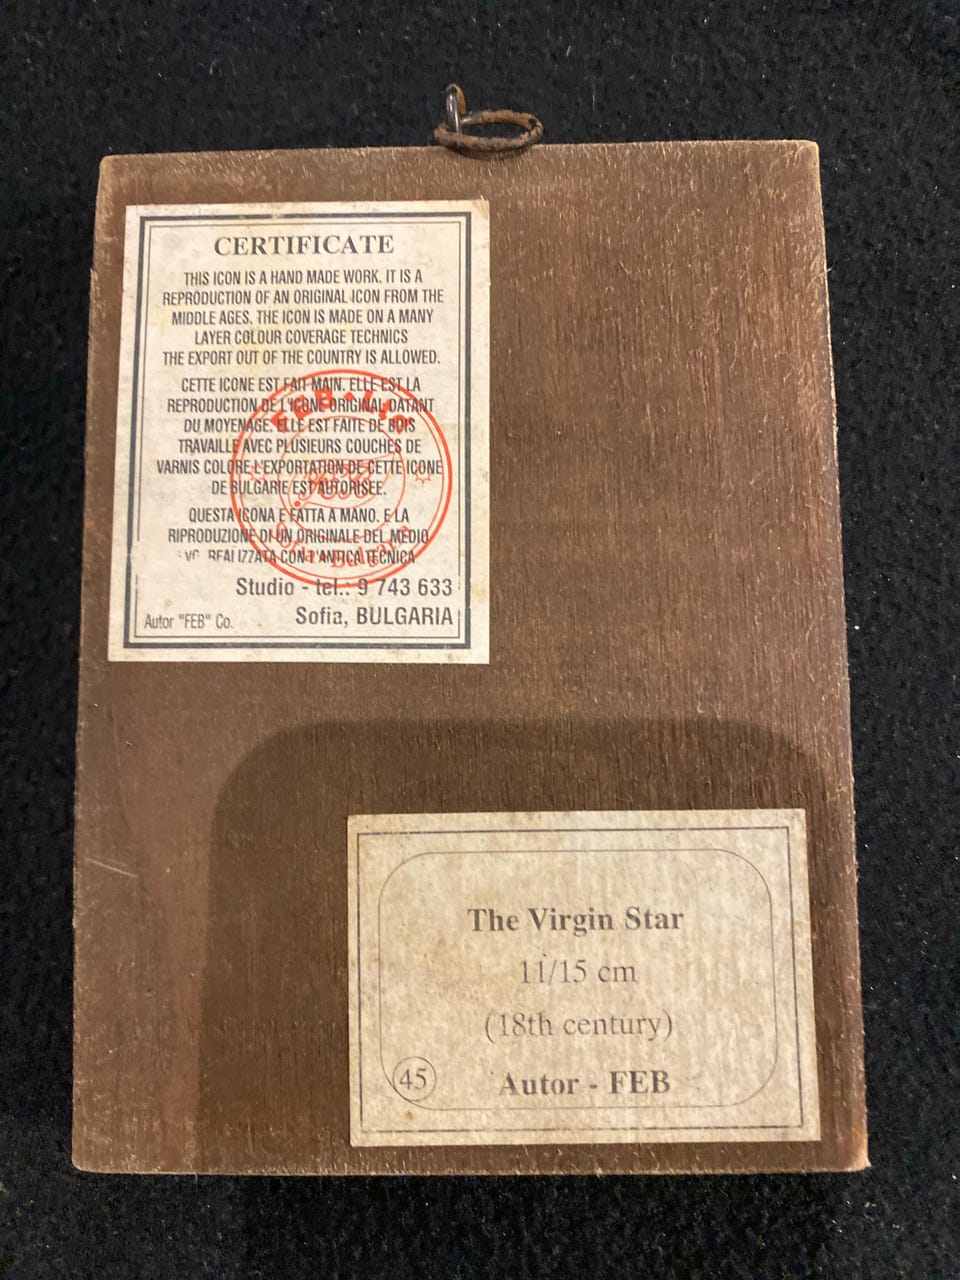 CERTIFICATE
THIS ICON IS A HAND MADE WORK. IT IS A
REPRODUCTION OF AN ORIGINAL ICON FROM THE
MIDDLE AGES. THE ICON IS MADE ON A MANY
LAYER COLOUR COVERAGE TECHNICS
THE EXPORT OUT OF THE COUNTRY IS ALLOWED.
CETTE ICONE EST FAIT MAIN. ELLE EST LA
REPRODUCTION DE L'ICONE ORIGINAL DATANT
DU MOYENAGE. ELLE EST FAITE DE BOIS
TRAVAILLE AVEC PLUSIEURS COUCHES DE
VARNIS COLORE L'EXPORTATION DE CETTE ICONE
DE BULGARIE EST AUTORISEE.
QUESTA ICONA E FATTA A MANO. E LA
RIPRODUZIONE DI UN ORIGINALE DEL MEDIO
REALIZZATA CON L'ANTICA TECNICA
Studio - tel.: 9 743 633
Autor "FEB" Co. Sofia, BULGARIA
FEB
Sofia Bulgaria
The Virgin Star
11/15 cm
(18th century)
45 Autor - FEB